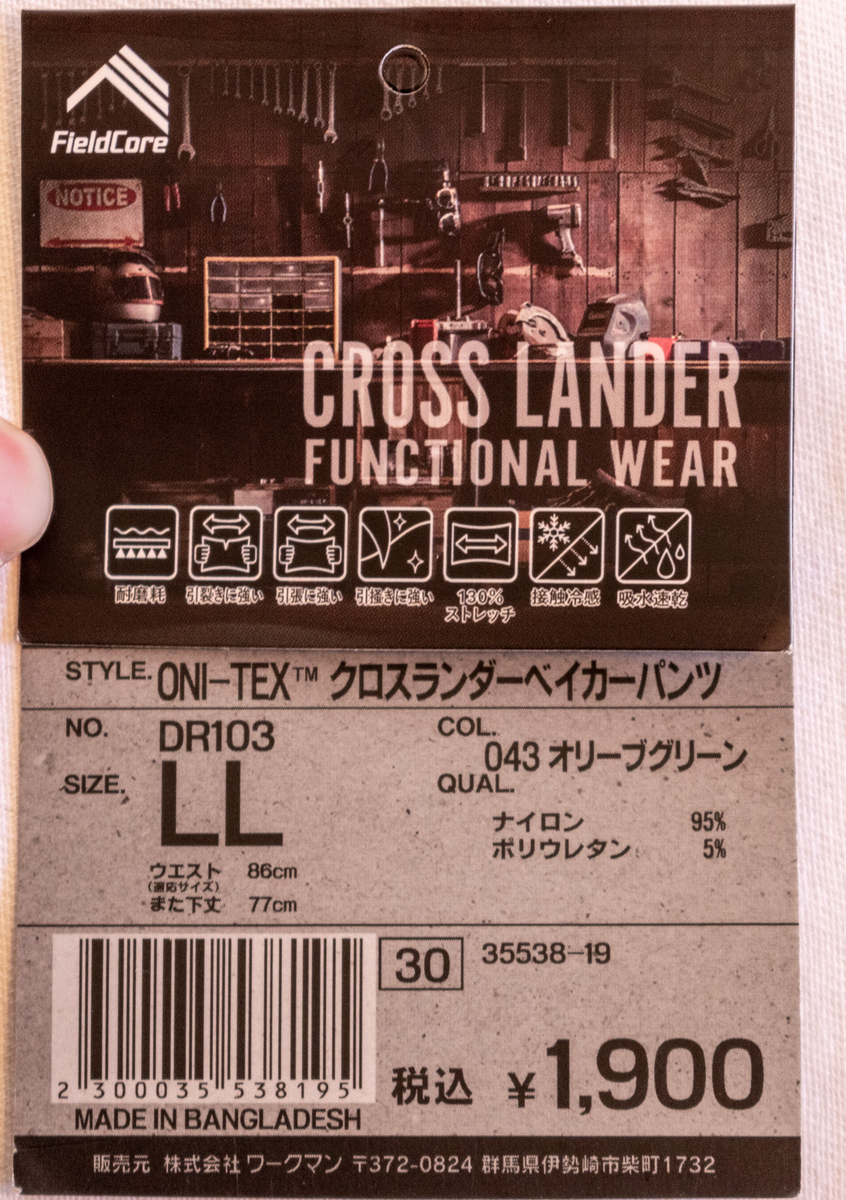 FieldCore
NOTICE
CROSS LANDER
FUNCTIONAL WEAR
耐磨耗 引裂きに強い 引張に強い 引掻きに強い 130%ストレッチ 接触冷感 吸水速乾
STYLE. ONI-TEX™ クロスランダーベイカーパンツ
NO. DR103
COL. 043 オリーブグリーン
SIZE. LL
QUAL.
ナイロン 95%
ポリウレタン 5%
ウエスト 86cm
(適応サイズ)
また下丈 77cm
30 35538-19
2 300035 538195
税込 ¥1,900
MADE IN BANGLADESH
販売元 株式会社ワークマン 〒372-0824 群馬県伊勢崎市柴町1732